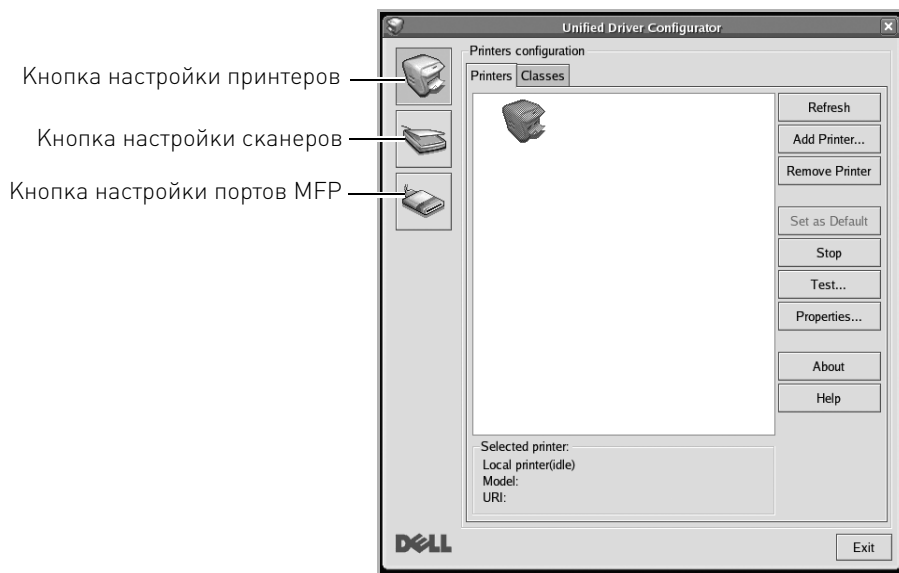 Unified Driver Configurator
Printers configuration
Printers Classes
Кнопка настройки принтеров
Кнопка настройки сканеров
Кнопка настройки портов MFP
Refresh
Add Printer...
Remove Printer
Set as Default
Stop
Test...
Properties...
About
Help
Selected printer:
Local printer(idle)
Model:
URI:
DELL
Exit